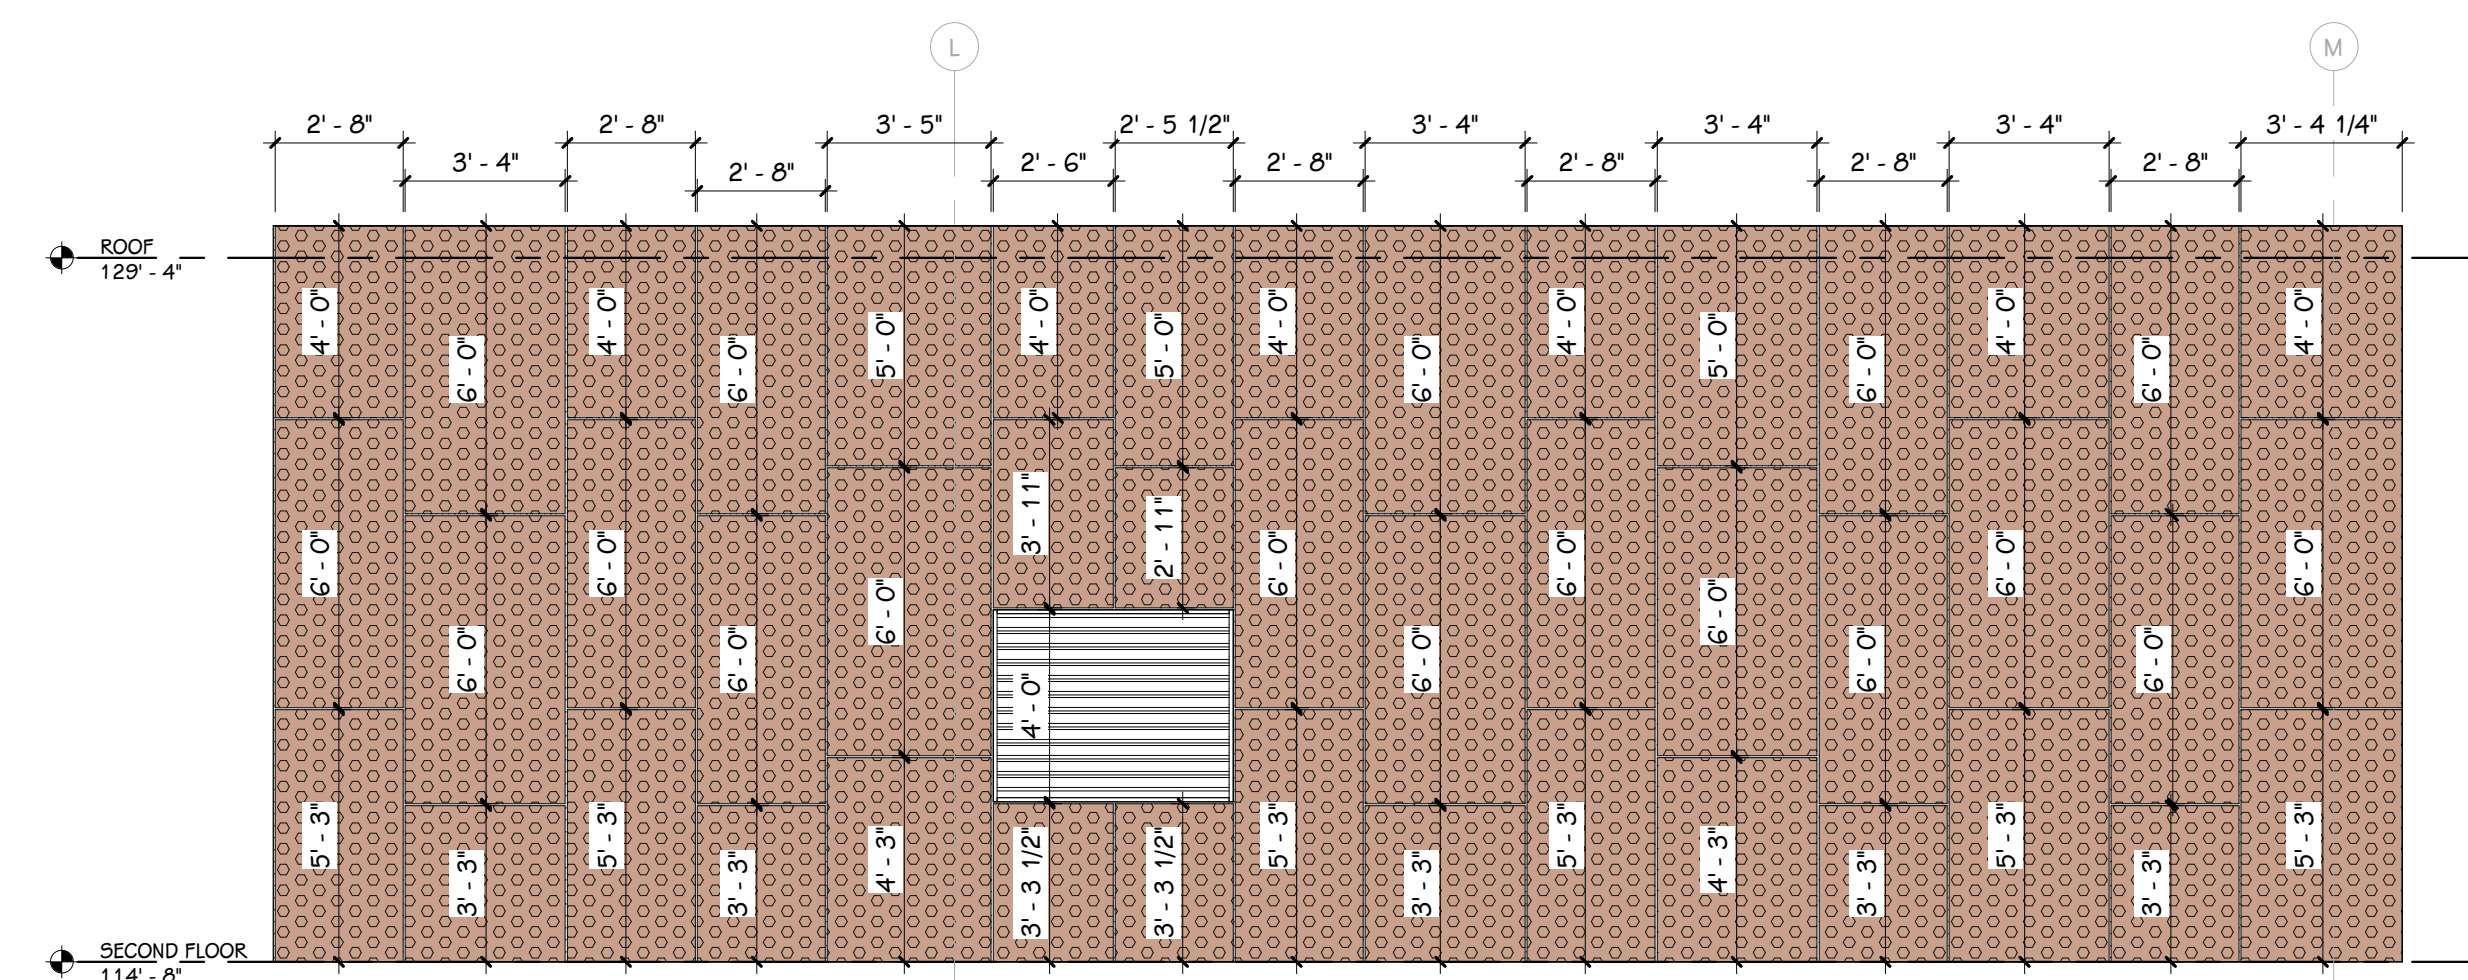 L
M
2' - 8"
2' - 8"
3' - 5"
2' - 5 1/2"
3' - 4"
3' - 4"
3' - 4"
3' - 4 1/4"
3' - 4"
2' - 8"
2' - 6"
2' - 8"
2' - 8"
2' - 8"
2' - 8"
ROOF
129' - 4"
4' - 0"
6' - 0"
5' - 3"
6' - 0"
6' - 0"
3' - 3"
4' - 0"
6' - 0"
5' - 3"
6' - 0"
6' - 0"
3' - 3"
5' - 0"
6' - 0"
4' - 3"
4' - 0"
3' - 11"
4' - 0"
3' - 3 1/2"
5' - 0"
2' - 11"
3' - 3 1/2"
4' - 0"
6' - 0"
5' - 3"
6' - 0"
6' - 0"
3' - 3"
4' - 0"
6' - 0"
5' - 3"
5' - 0"
6' - 0"
4' - 3"
6' - 0"
6' - 0"
3' - 3"
4' - 0"
6' - 0"
5' - 3"
6' - 0"
6' - 0"
3' - 3"
4' - 0"
6' - 0"
5' - 3"
SECOND FLOOR
114' - 8"